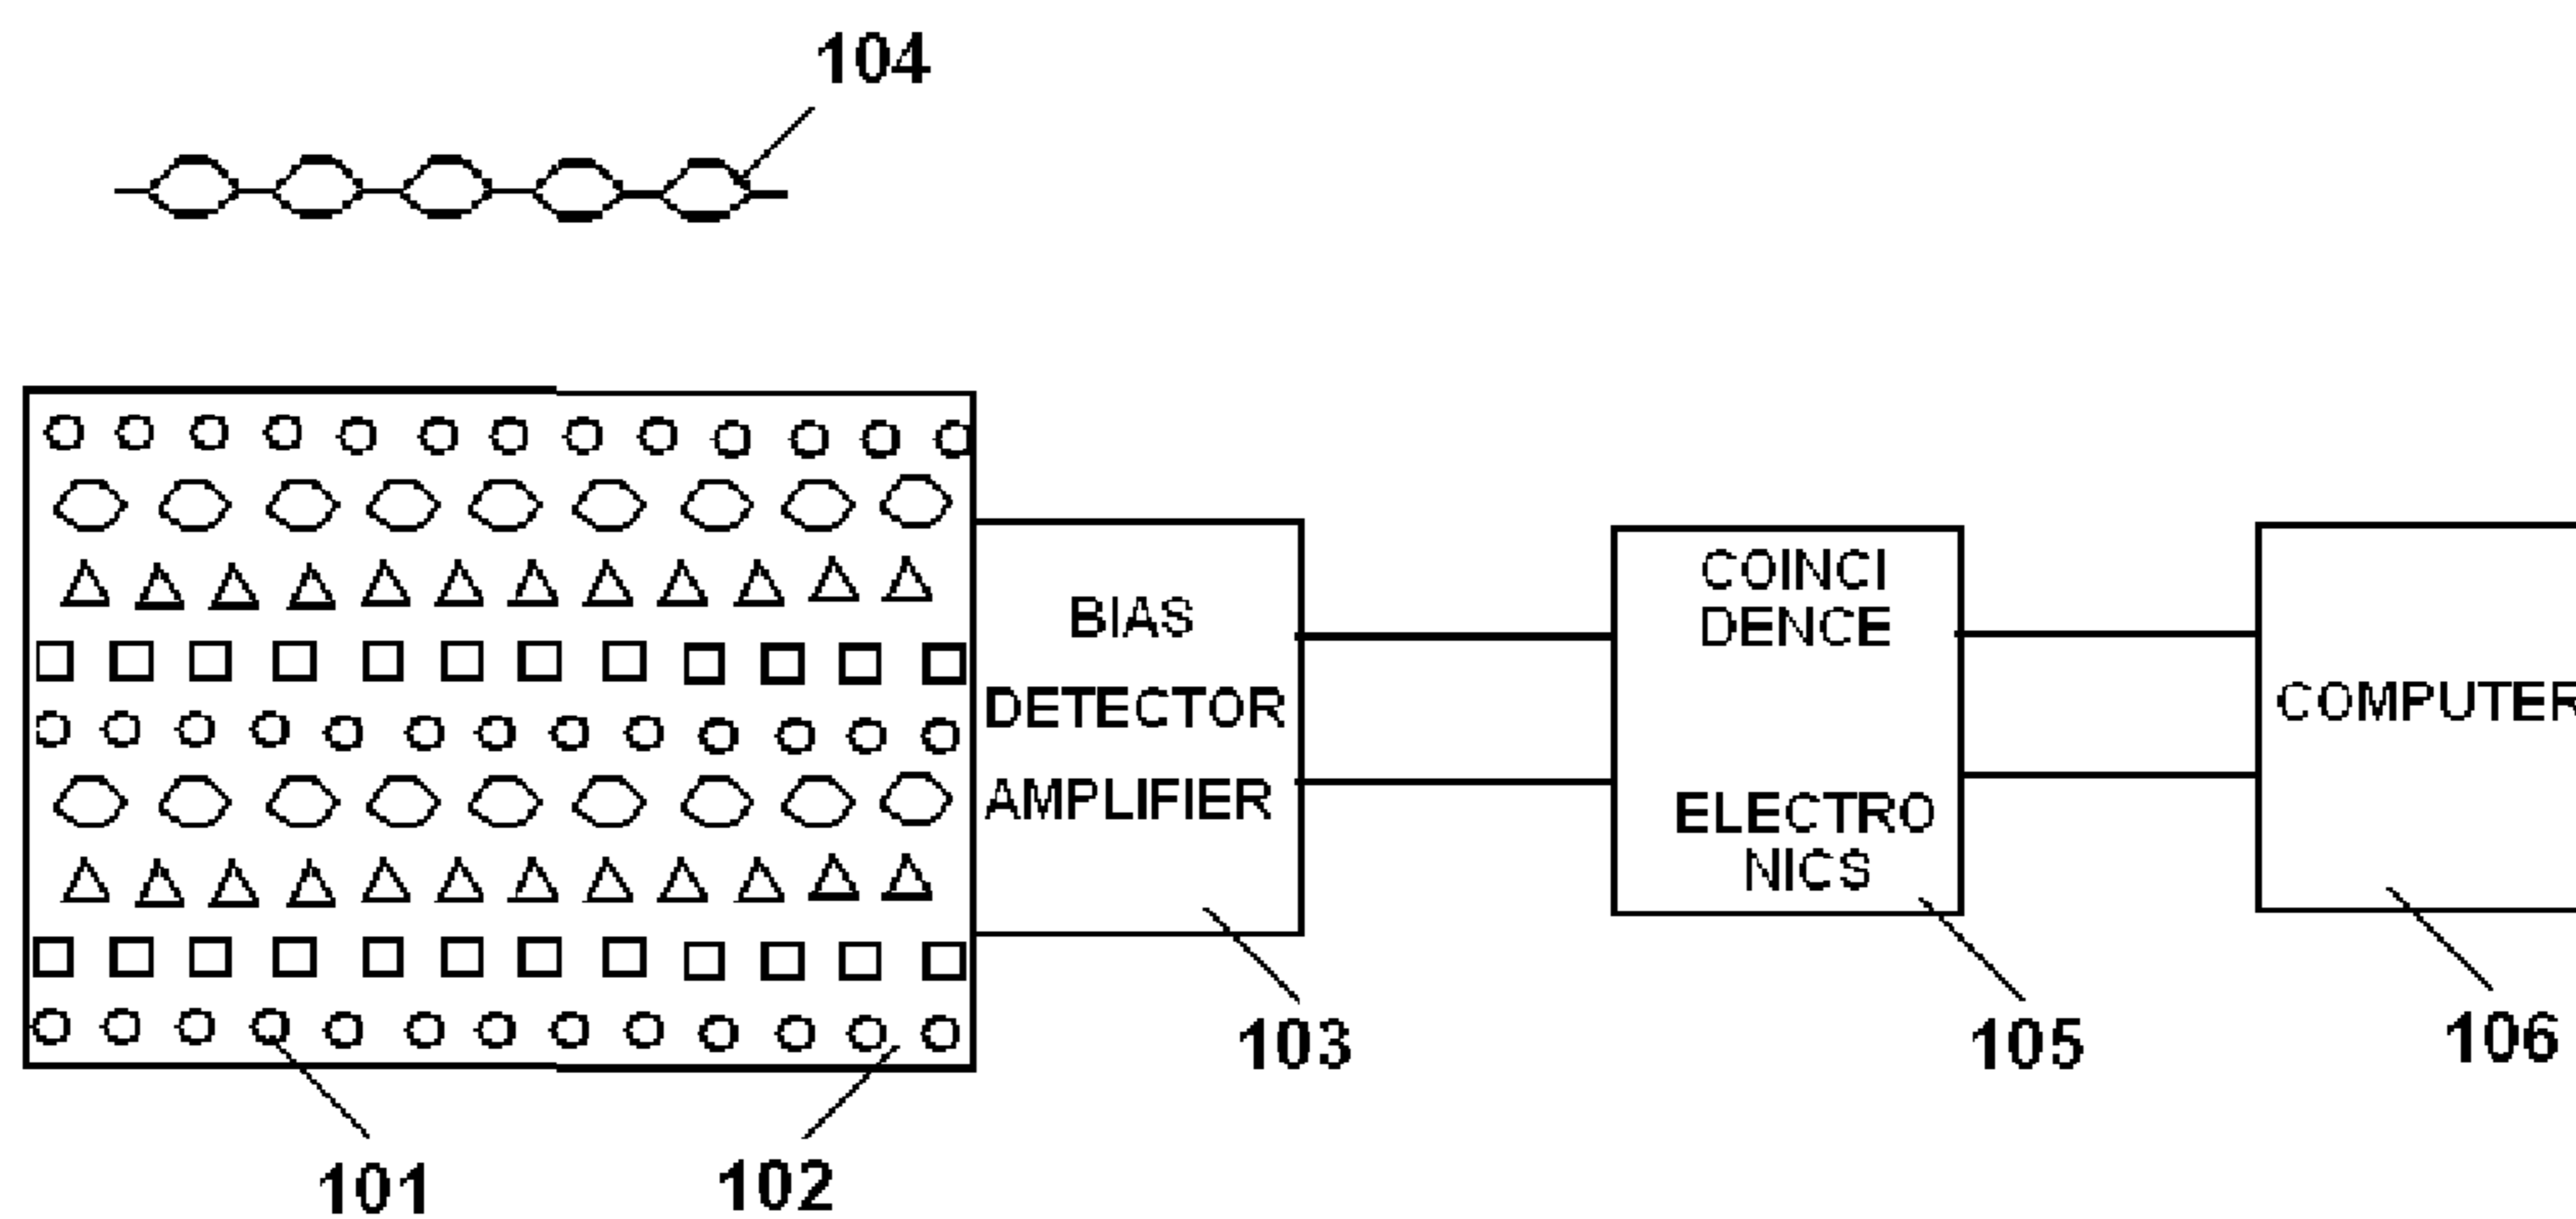 104
BIAS
DETECTOR
AMPLIFIER
COINCI
DENCE
ELECTRO
NICS
COMPUTER
103
105
106
101
102